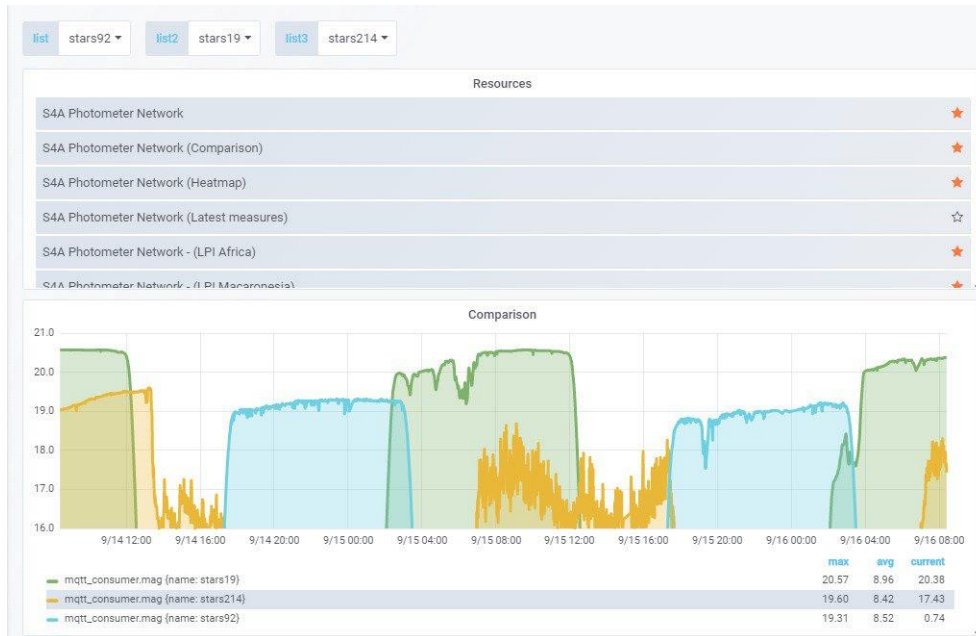 list stars92 list2 stars19 list3 stars214
Resources
S4A Photometer Network
S4A Photometer Network (Comparison)
S4A Photometer Network (Heatmap)
S4A Photometer Network (Latest measures)
S4A Photometer Network - (LPI Africa)
S4A Photometer Network - (LPI Macaronesia)
Comparison
21.0
20.0
19.0
18.0
17.0
16.0
9/14 12:00 9/14 16:00 9/14 20:00 9/15 00:00 9/15 04:00 9/15 08:00 9/15 12:00 9/15 16:00 9/15 20:00 9/16 00:00 9/16 04:00 9/16 08:00
max avg current
mqtt_consumer.mag {name: stars19} 20.57 8.96 20.38
mqtt_consumer.mag {name: stars214} 19.60 8.42 17.43
mqtt_consumer.mag {name: stars92} 19.31 8.52 0.74